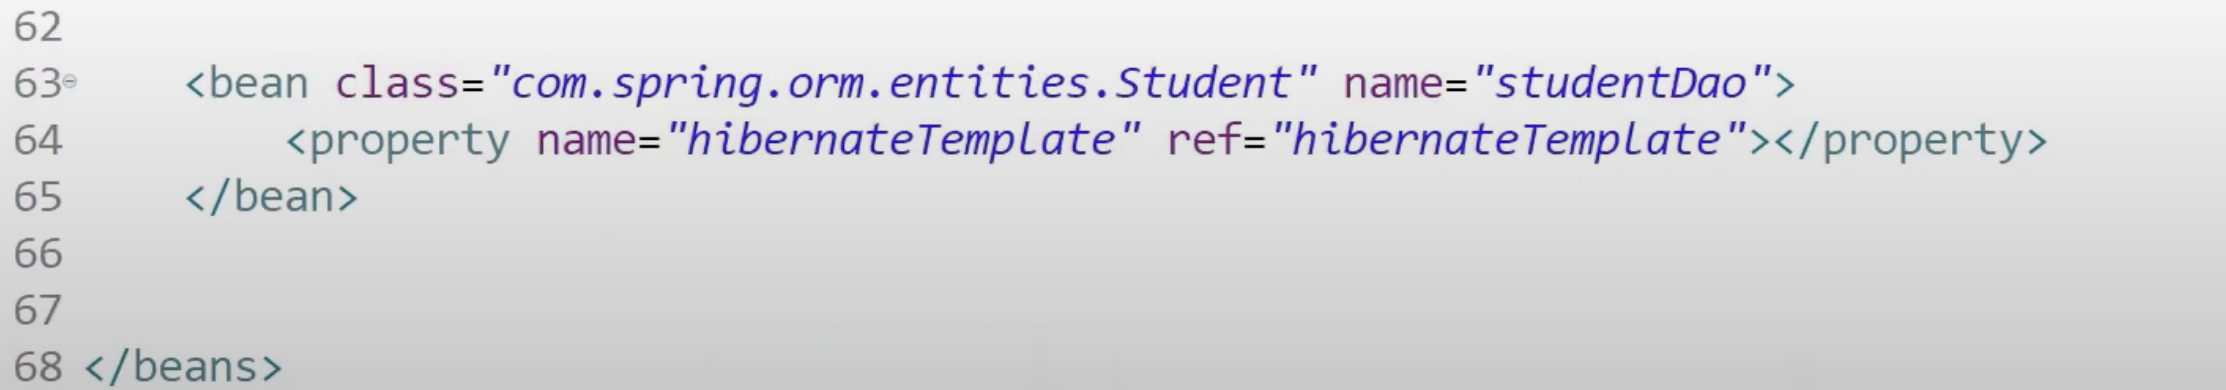 62
63 <bean class="com.spring.orm.entities.Student" name="studentDao">
64 <property name="hibernateTemplate" ref="hibernateTemplate"></property>
65 </bean>
66
67
68 </beans>